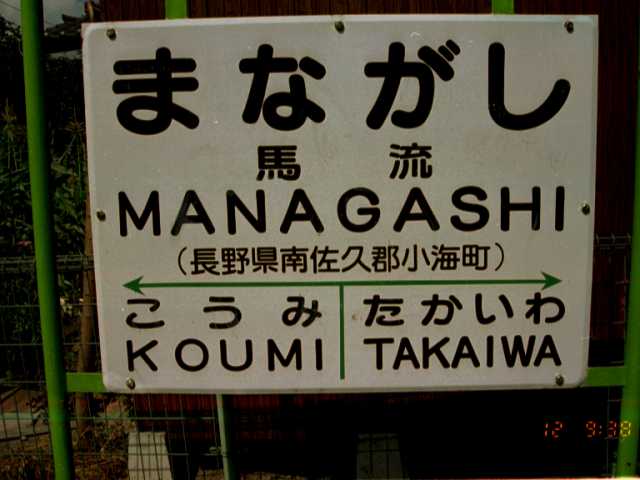 まながし
馬流
MANAGASHI
(長野県南佐久郡小海町)
こうみ たかいわ
KOUMI TAKAIWA
12 9:38